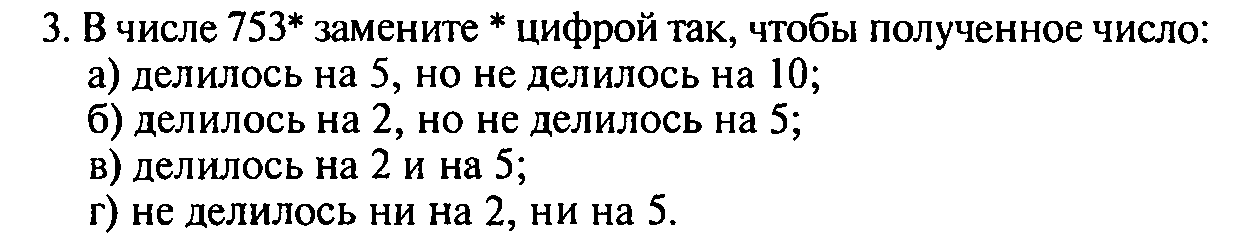 3. В числе 753* замените * цифрой так, чтобы полученное число:
а) делилось на 5, но не делилось на 10;
б) делилось на 2, но не делилось на 5;
в) делилось на 2 и на 5;
г) не делилось ни на 2, ни на 5.